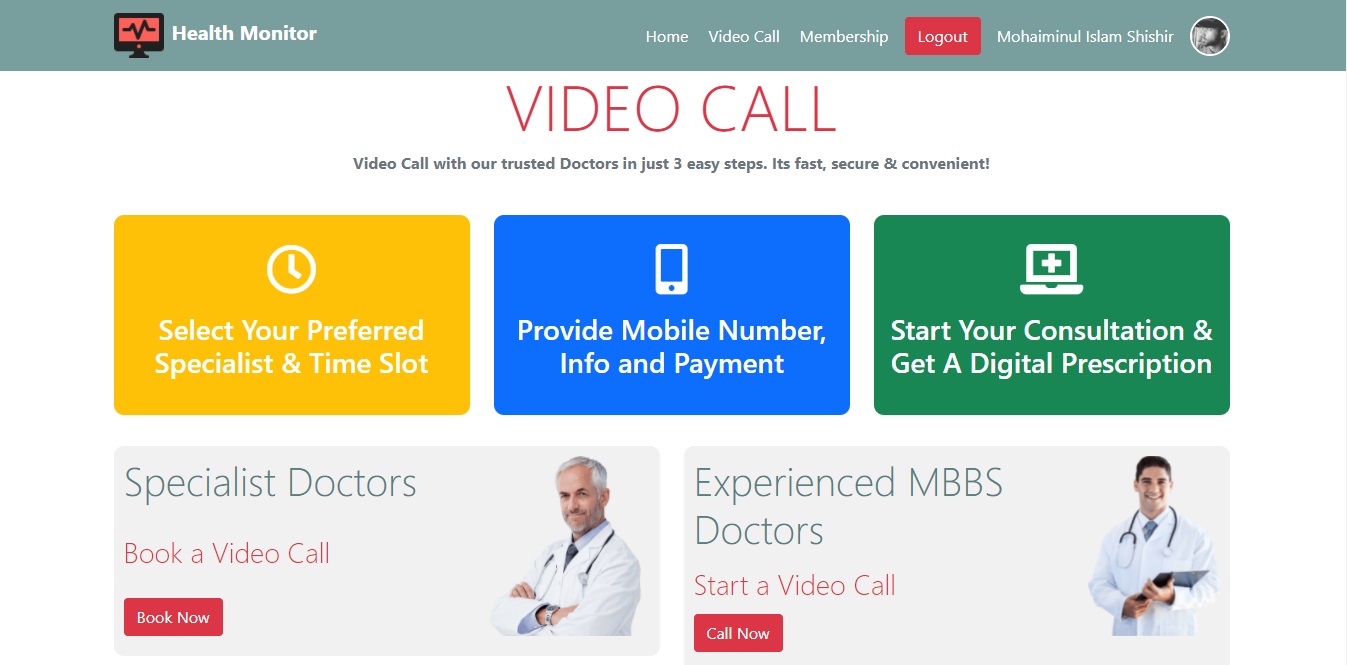 Health Monitor
Home Video Call Membership Logout Mohaiminul Islam Shishir
VIDEO CALL
Video Call with our trusted Doctors in just 3 easy steps. Its fast, secure & convenient!
Select Your Preferred
Specialist & Time Slot
Provide Mobile Number,
Info and Payment
Start Your Consultation &
Get A Digital Prescription
Specialist Doctors
Book a Video Call
Book Now
Experienced MBBS
Doctors
Start a Video Call
Call Now